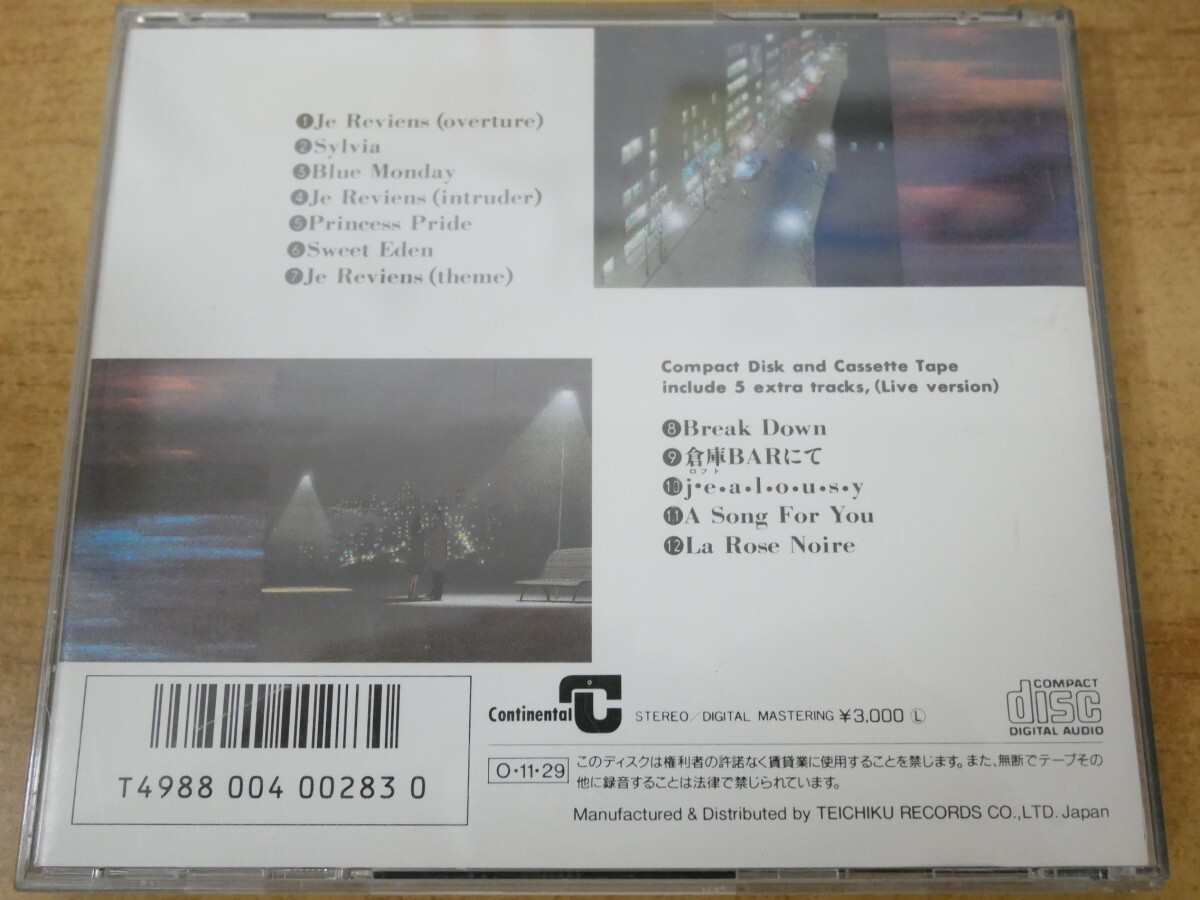 ❶Je Reviens (overture)
❷Sylvia
❸Blue Monday
❹Je Reviens (intruder)
❺Princess Pride
❻Sweet Eden
❼Je Reviens (theme)
Compact Disk and Cassette Tape
include 5 extra tracks, (Live version)
❽Break Down
❾倉庫BARにて
ロフト
❿j•e•a•l•o•u•s•y
⓫A Song For You
⓬La Rose Noire
T4988 004 00283 0
Continental
STEREO／DIGITAL MASTERING ¥3,000 Ⓛ
COMPACT
disc
DIGITAL AUDIO
O・11・29
このディスクは権利者の許諾なく賃貸業に使用することを禁じます。また、無断でテープその
他に録音することは法律で禁じられています。
Manufactured & Distributed by TEICHIKU RECORDS CO.,LTD. Japan